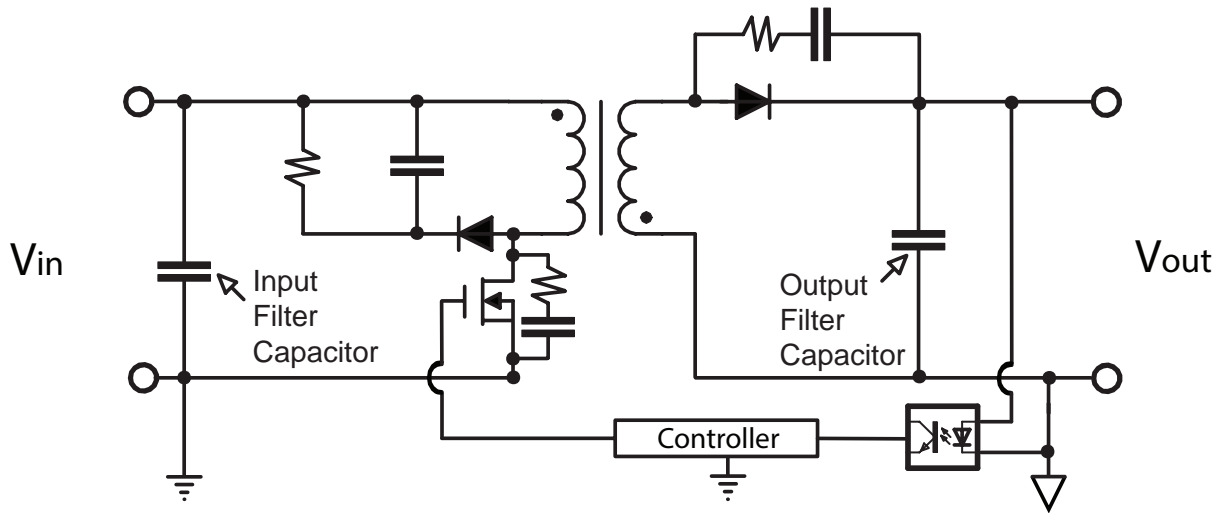 Vin
Input
Filter
Capacitor
Output
Filter
Capacitor
Vout
Controller